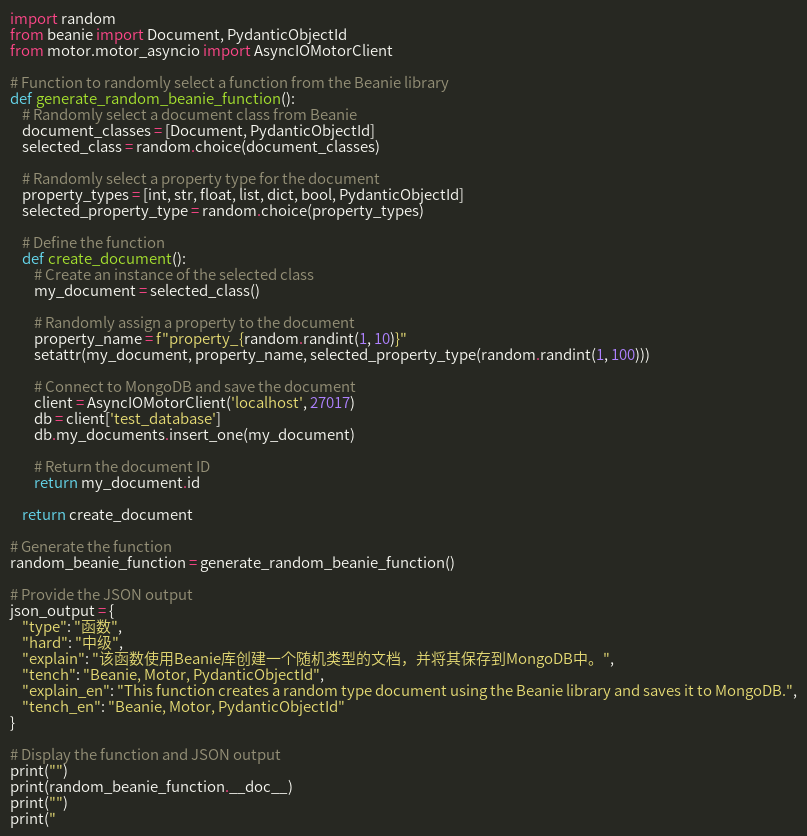 import random
from beanie import Document, PydanticObjectId
from motor.motor_asyncio import AsyncIOMotorClient

# Function to randomly select a function from the Beanie library
def generate_random_beanie_function():
    # Randomly select a document class from Beanie
    document_classes = [Document, PydanticObjectId]
    selected_class = random.choice(document_classes)

    # Randomly select a property type for the document
    property_types = [int, str, float, list, dict, bool, PydanticObjectId]
    selected_property_type = random.choice(property_types)

    # Define the function
    def create_document():
        # Create an instance of the selected class
        my_document = selected_class()

        # Randomly assign a property to the document
        property_name = f"property_{random.randint(1, 10)}"
        setattr(my_document, property_name, selected_property_type(random.randint(1, 100)))

        # Connect to MongoDB and save the document
        client = AsyncIOMotorClient('localhost', 27017)
        db = client['test_database']
        db.my_documents.insert_one(my_document)

        # Return the document ID
        return my_document.id

    return create_document

# Generate the function
random_beanie_function = generate_random_beanie_function()

# Provide the JSON output
json_output = {
    "type": "函数",
    "hard": "中级",
    "explain": "该函数使用Beanie库创建一个随机类型的文档，并将其保存到MongoDB中。",
    "tench": "Beanie, Motor, PydanticObjectId",
    "explain_en": "This function creates a random type document using the Beanie library and saves it to MongoDB.",
    "tench_en": "Beanie, Motor, PydanticObjectId"
}

# Display the function and JSON output
print("")
print(random_beanie_function.__doc__)
print("")
print("